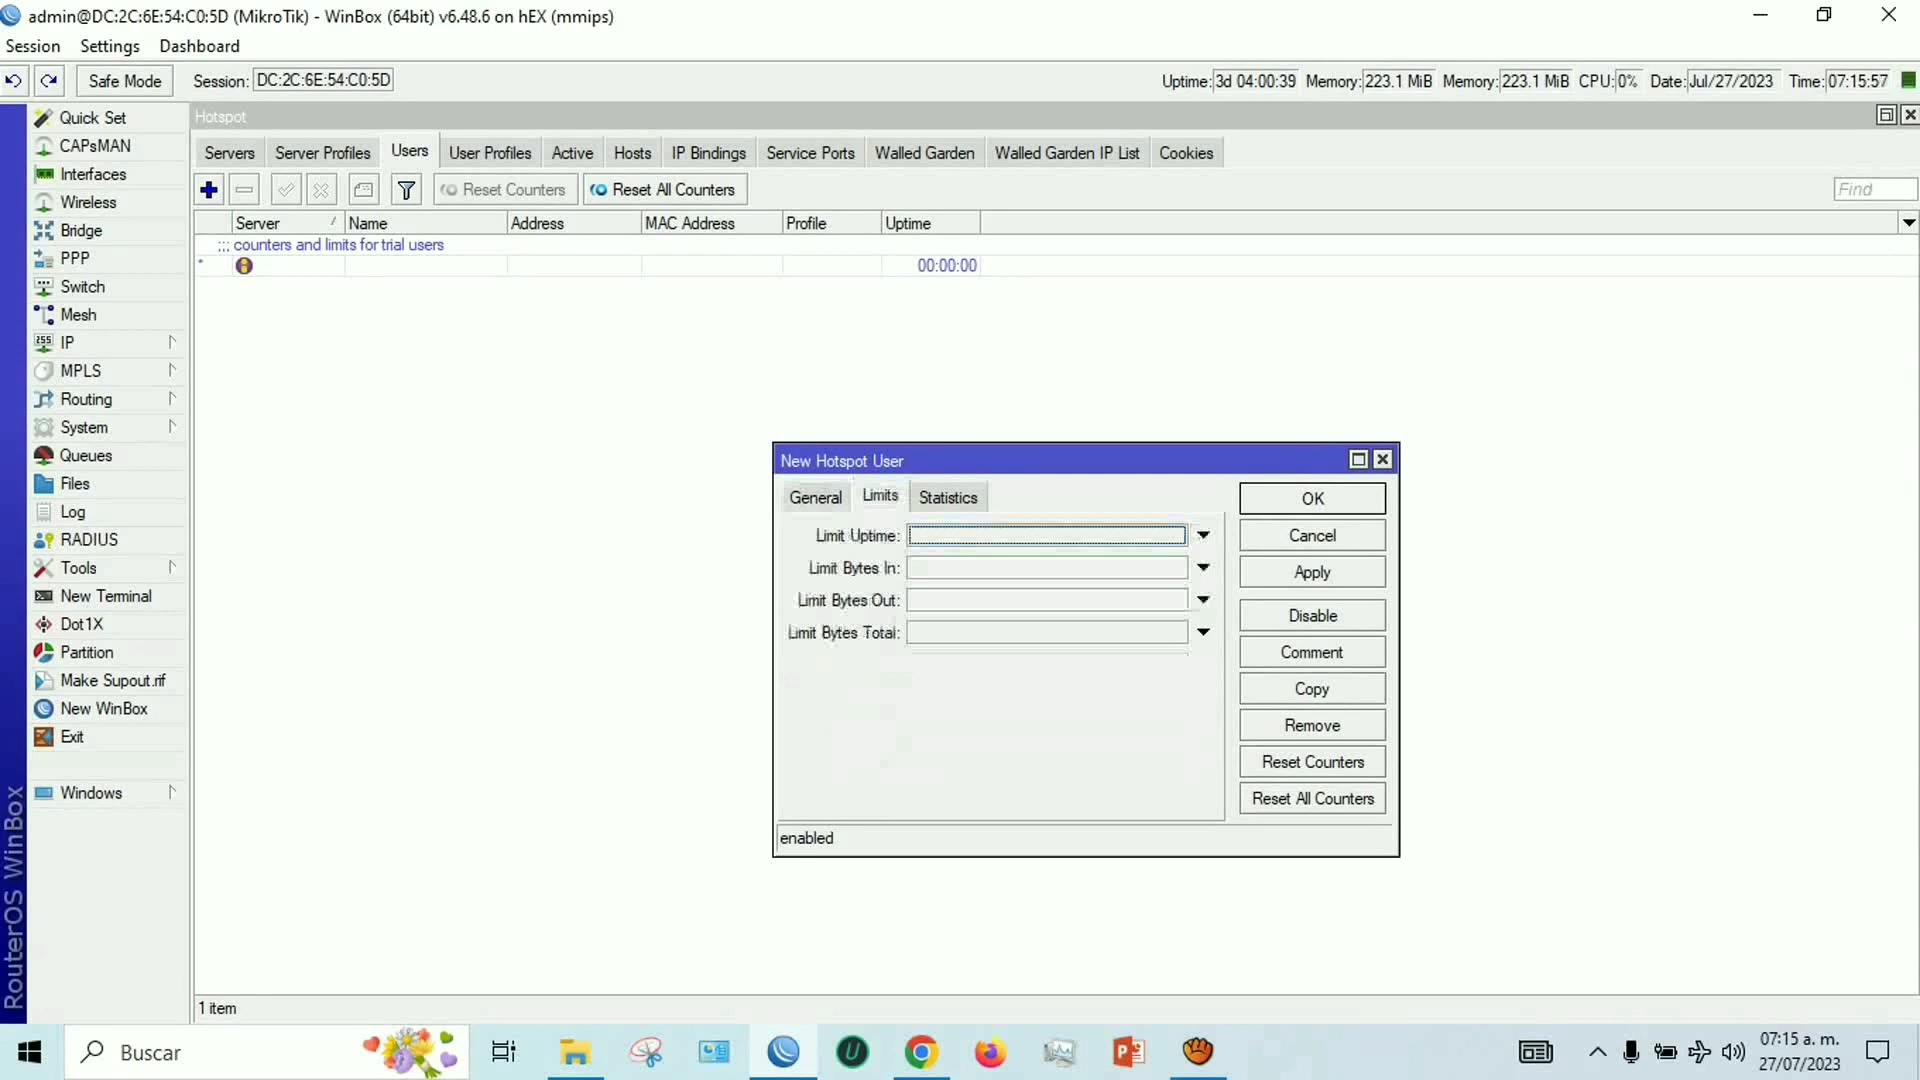 admin@DC:2C:6E:54:C0:5D (MikroTik) - WinBox (64bit) v6.48.6 on hEX (mmips)
Session Settings Dashboard
Safe Mode Session: DC:2C:6E:54:C0:5D Uptime: 3d 04:00:39 Memory: 223.1 MiB Memory: 223.1 MiB CPU: 0% Date: Jul/27/2023 Time: 07:15:57
Hotspot
Servers Server Profiles Users User Profiles Active Hosts IP Bindings Service Ports Walled Garden Walled Garden IP List Cookies
Reset Counters Reset All Counters Find
Server Name Address MAC Address Profile Uptime
;;; counters and limits for trial users
* 00:00:00
Quick Set
CAPsMAN
Interfaces
Wireless
Bridge
PPP
Switch
Mesh
255 IP
MPLS
Routing
System
Queues
Files
Log
RADIUS
Tools
New Terminal
Dot1X
Partition
Make Supout.rif
New WinBox
Exit
Windows
RouterOS WinBox
New Hotspot User
General Limits Statistics
Limit Uptime:
Limit Bytes In:
Limit Bytes Out:
Limit Bytes Total:
OK
Cancel
Apply
Disable
Comment
Copy
Remove
Reset Counters
Reset All Counters
enabled
1 item
Buscar
07:15 a. m.
27/07/2023